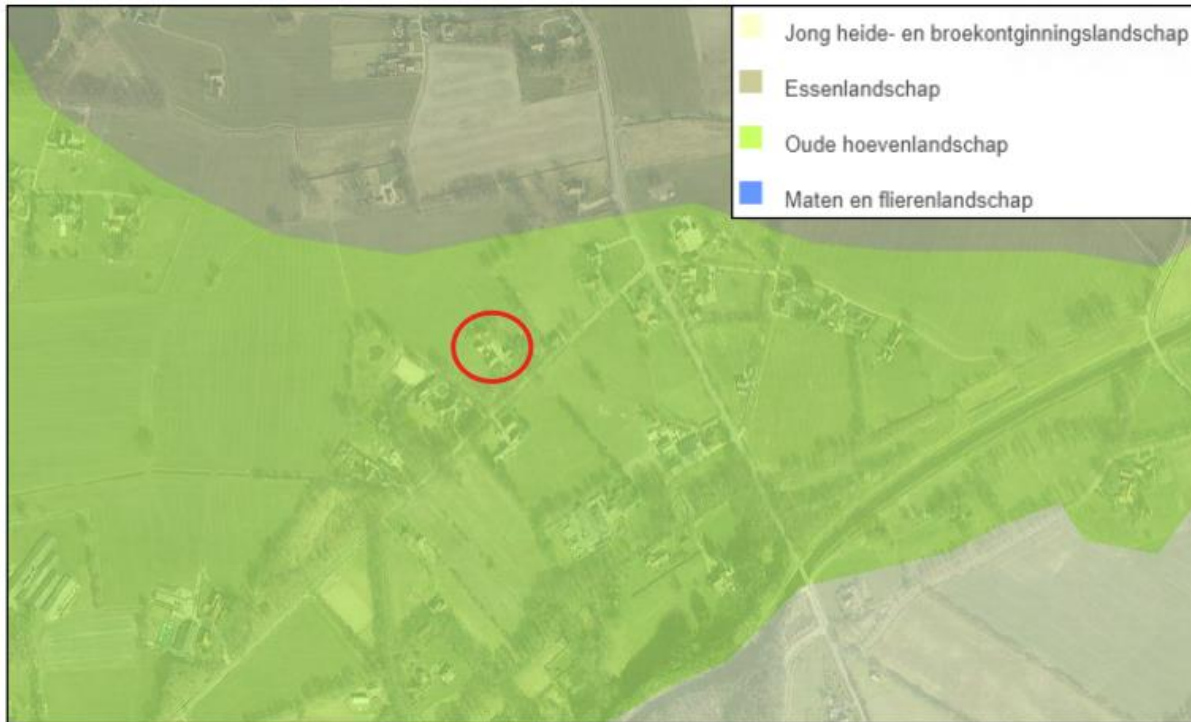 Jong heide- en broekontginningslandschap
Essenlandschap
Oude hoevenlandschap
Maten en flierenlandschap